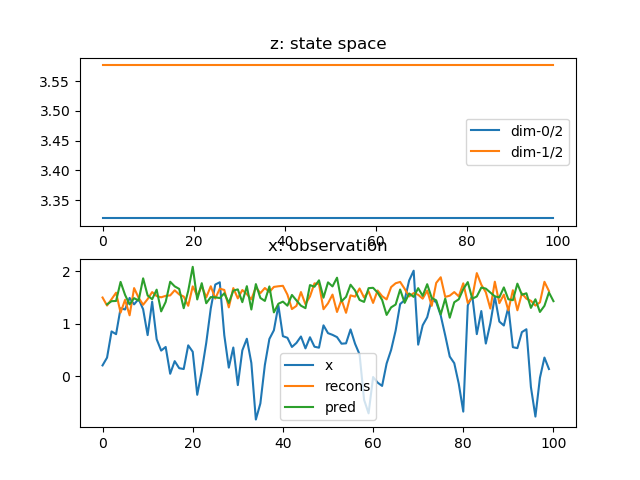 z: state space
3.55
3.50
3.45
3.40
3.35
dim-0/2
dim-1/2
0 20 40 60 80 100
x: observation
2
1
0
x
recons
pred
0 20 40 60 80 100